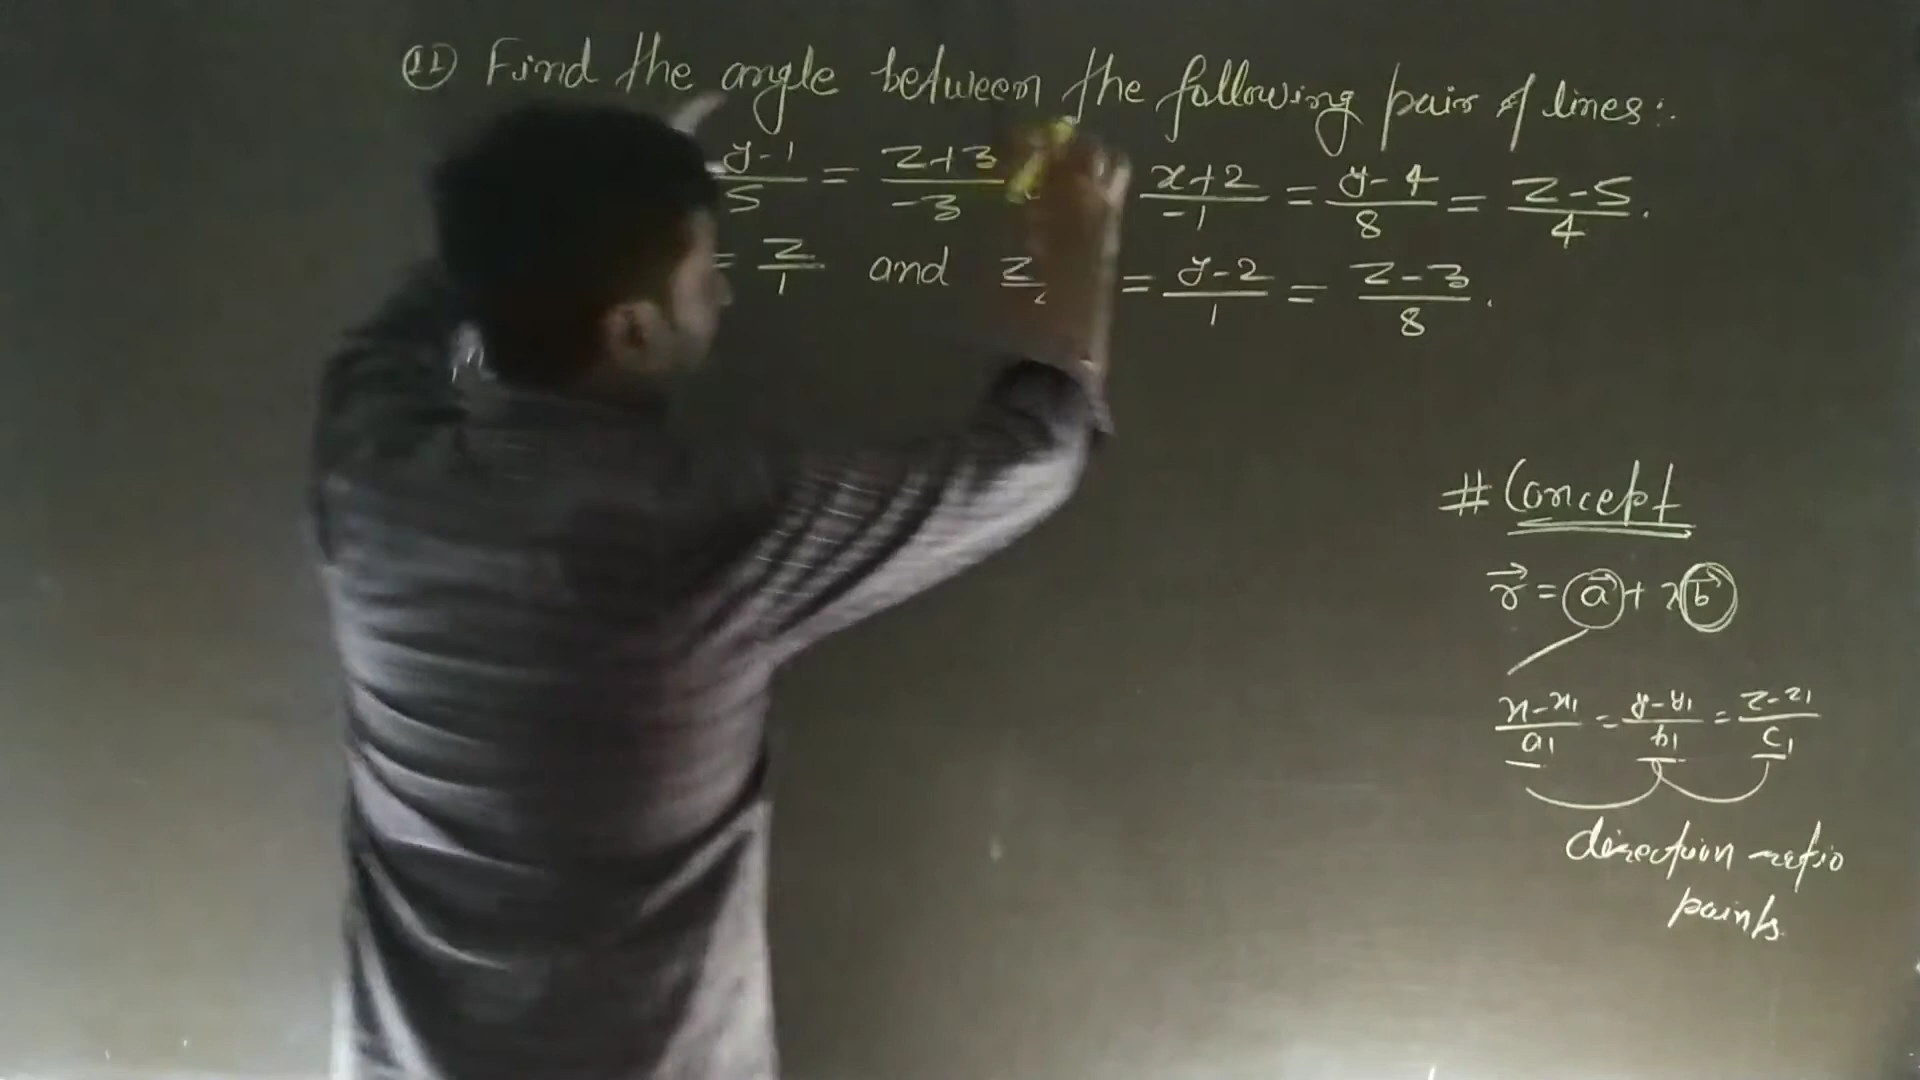 (11) Find the angle between the following pair of lines:
y-1/5 = z+3/-3 x+2/-1 = y-4/8 = z-5/4.
= z/1 and = y-2/1 = z-3/8.
# Concept
r⃗ = a⃗ + λb⃗
x-x₁/a₁ = y-y₁/b₁ = z-z₁/c₁
direction ratio
points